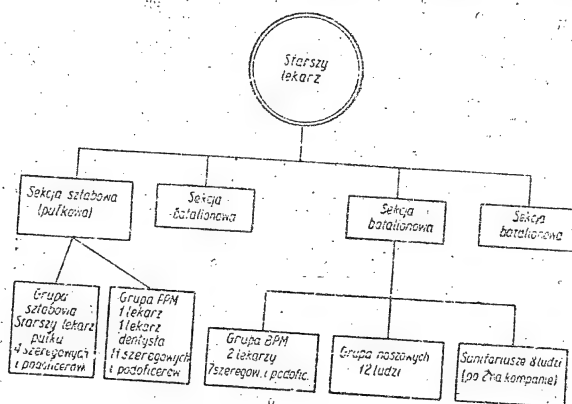 Starszy
lekarz
Sekcja sztabowa
(pułkowa)
Sekcja
batalionowa
Sekcja
batalionowa
Sekcja
batalionowa
Grupa
sztabowa
Starszy lekarz
pułku
4 szeregowych
i podoficerów
Grupa PPM
1 lekarz
1 lekarz
dentysta
11 szeregowych
i podoficerów
Grupa BPM
2 lekarzy
7 szeregow. i podofic.
Grupa noszowych
12 ludzi
Sanitariusze 8 ludzi
(po 2 na kompanię)